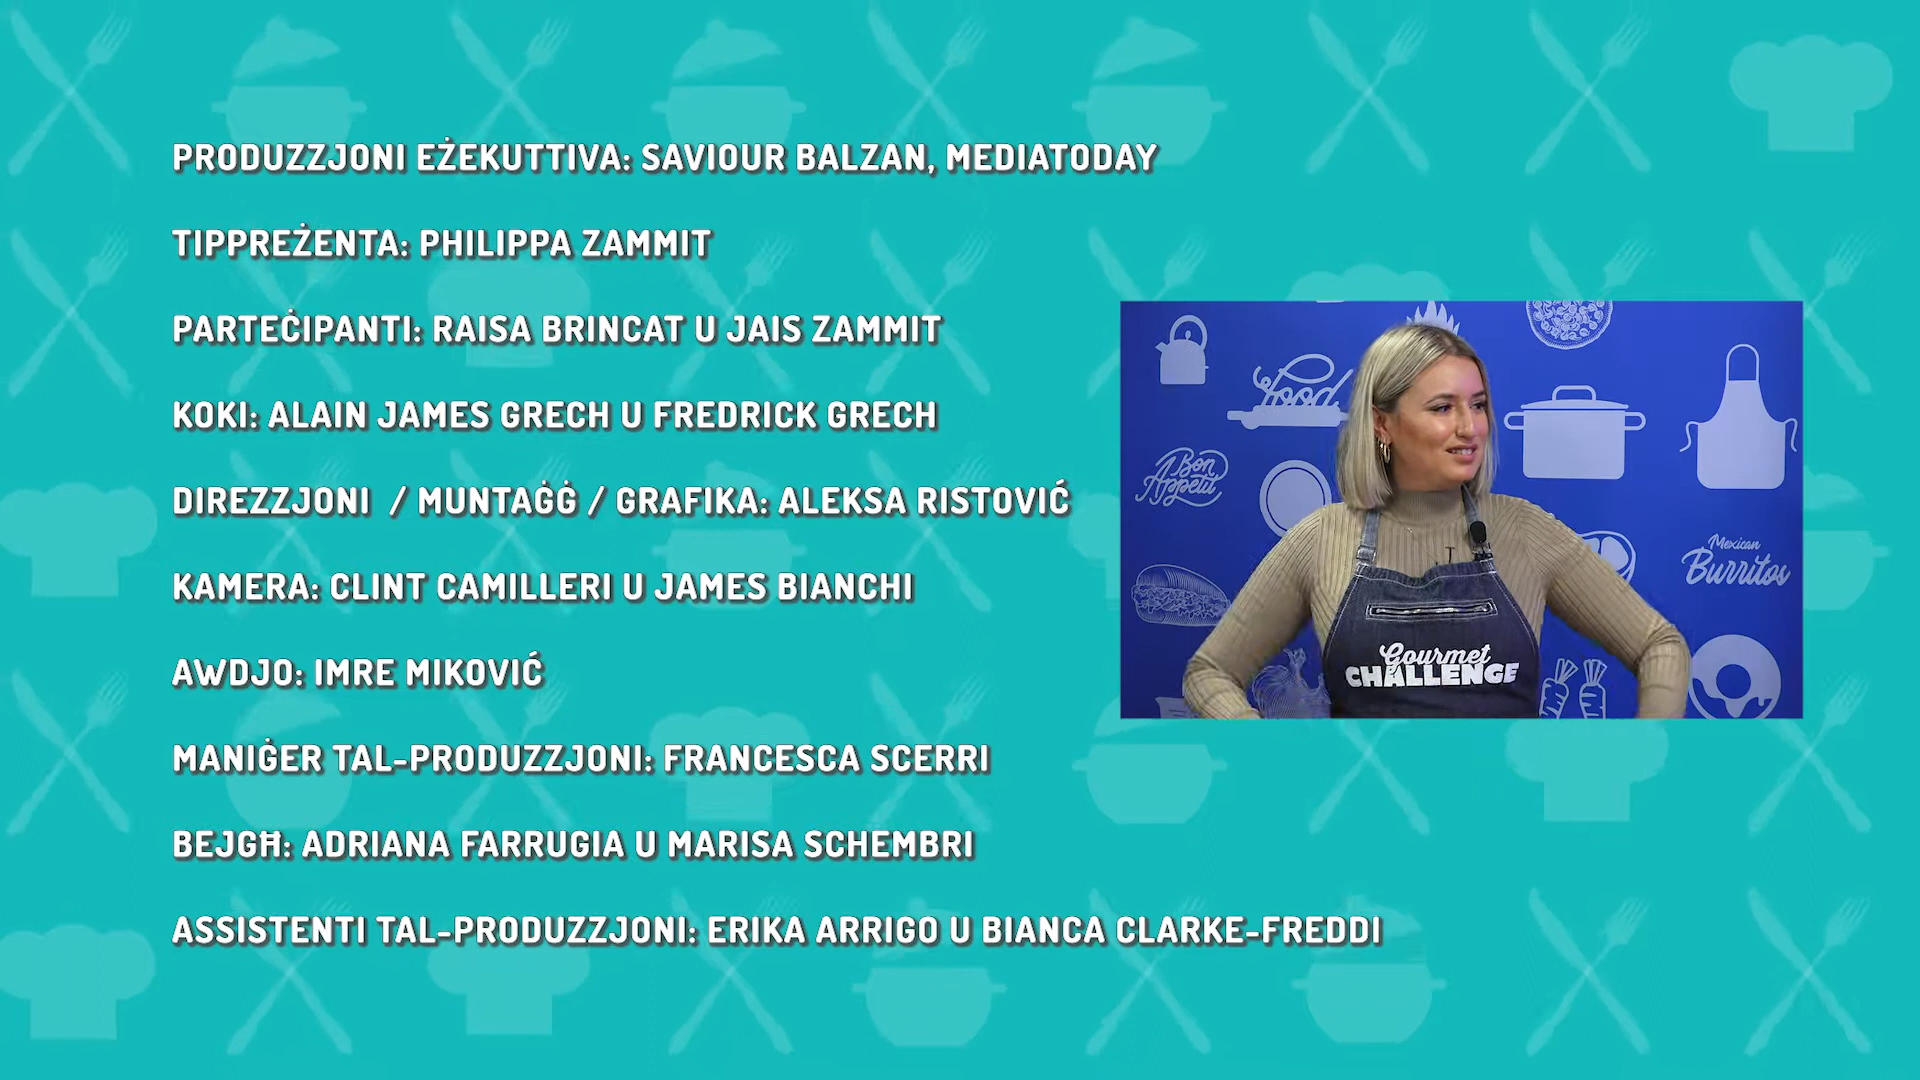 PRODUZZJONI EŻEKUTTIVA: SAVIOUR BALZAN, MEDIATODAY
TIPPREŻENTA: PHILIPPA ZAMMIT
PARTEĊIPANTI: RAISA BRINCAT U JAIS ZAMMIT
KOKI: ALAIN JAMES GRECH U FREDRICK GRECH
DIREZZJONI / MUNTAĠĠ / GRAFIKA: ALEKSA RISTOVIĆ
KAMERA: CLINT CAMILLERI U JAMES BIANCHI
AWDJO: IMRE MIKOVIĆ
MANIĠER TAL-PRODUZZJONI: FRANCESCA SCERRI
BEJGĦ: ADRIANA FARRUGIA U MARISA SCHEMBRI
ASSISTENTI TAL-PRODUZZJONI: ERIKA ARRIGO U BIANCA CLARKE-FREDDI
food
Bon
Appetit
Mexican
Burritos
Gourmet
CHALLENGE